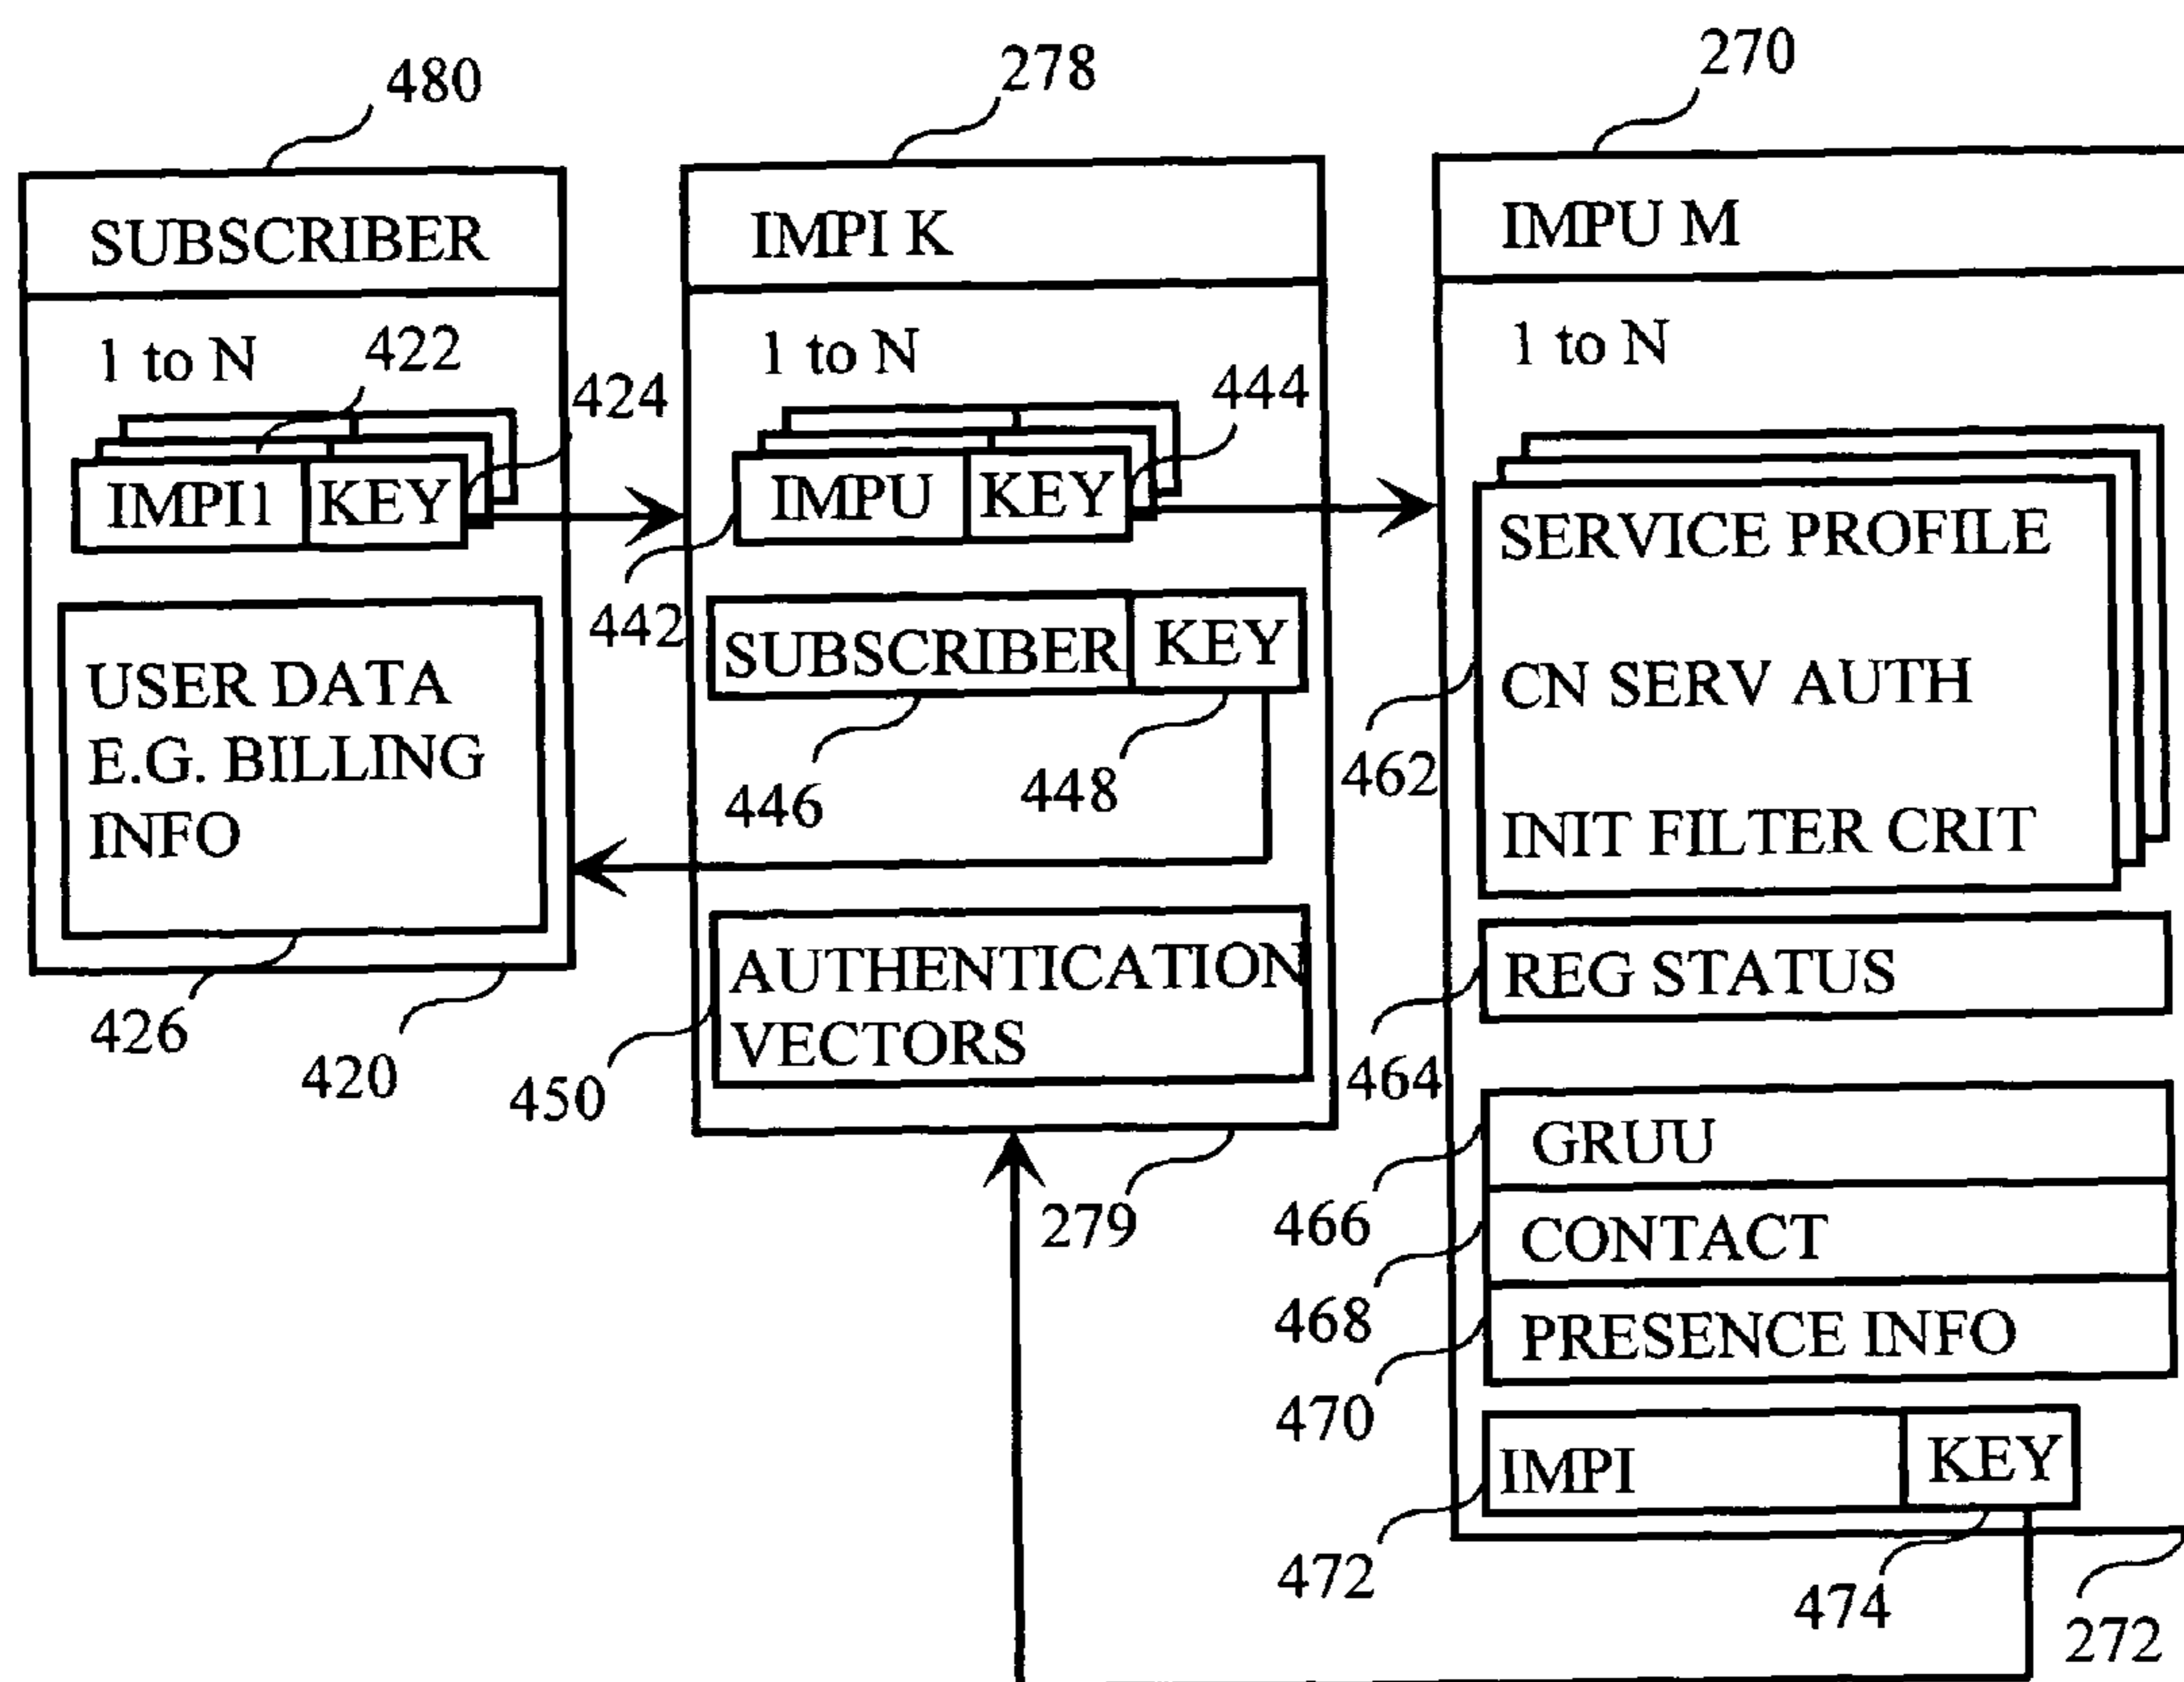 480
278
270
SUBSCRIBER
IMPI K
IMPU M
1 to N
422
424
1 to N
444
1 to N
IMPI1 KEY
IMPU KEY
442
SUBSCRIBER KEY
446
448
USER DATA
E.G. BILLING
INFO
426
420
AUTHENTICATION
VECTORS
450
279
SERVICE PROFILE
CN SERV AUTH
INIT FILTER CRIT
462
REG STATUS
464
GRUU
466
CONTACT
468
PRESENCE INFO
470
IMPI KEY
472
474
272